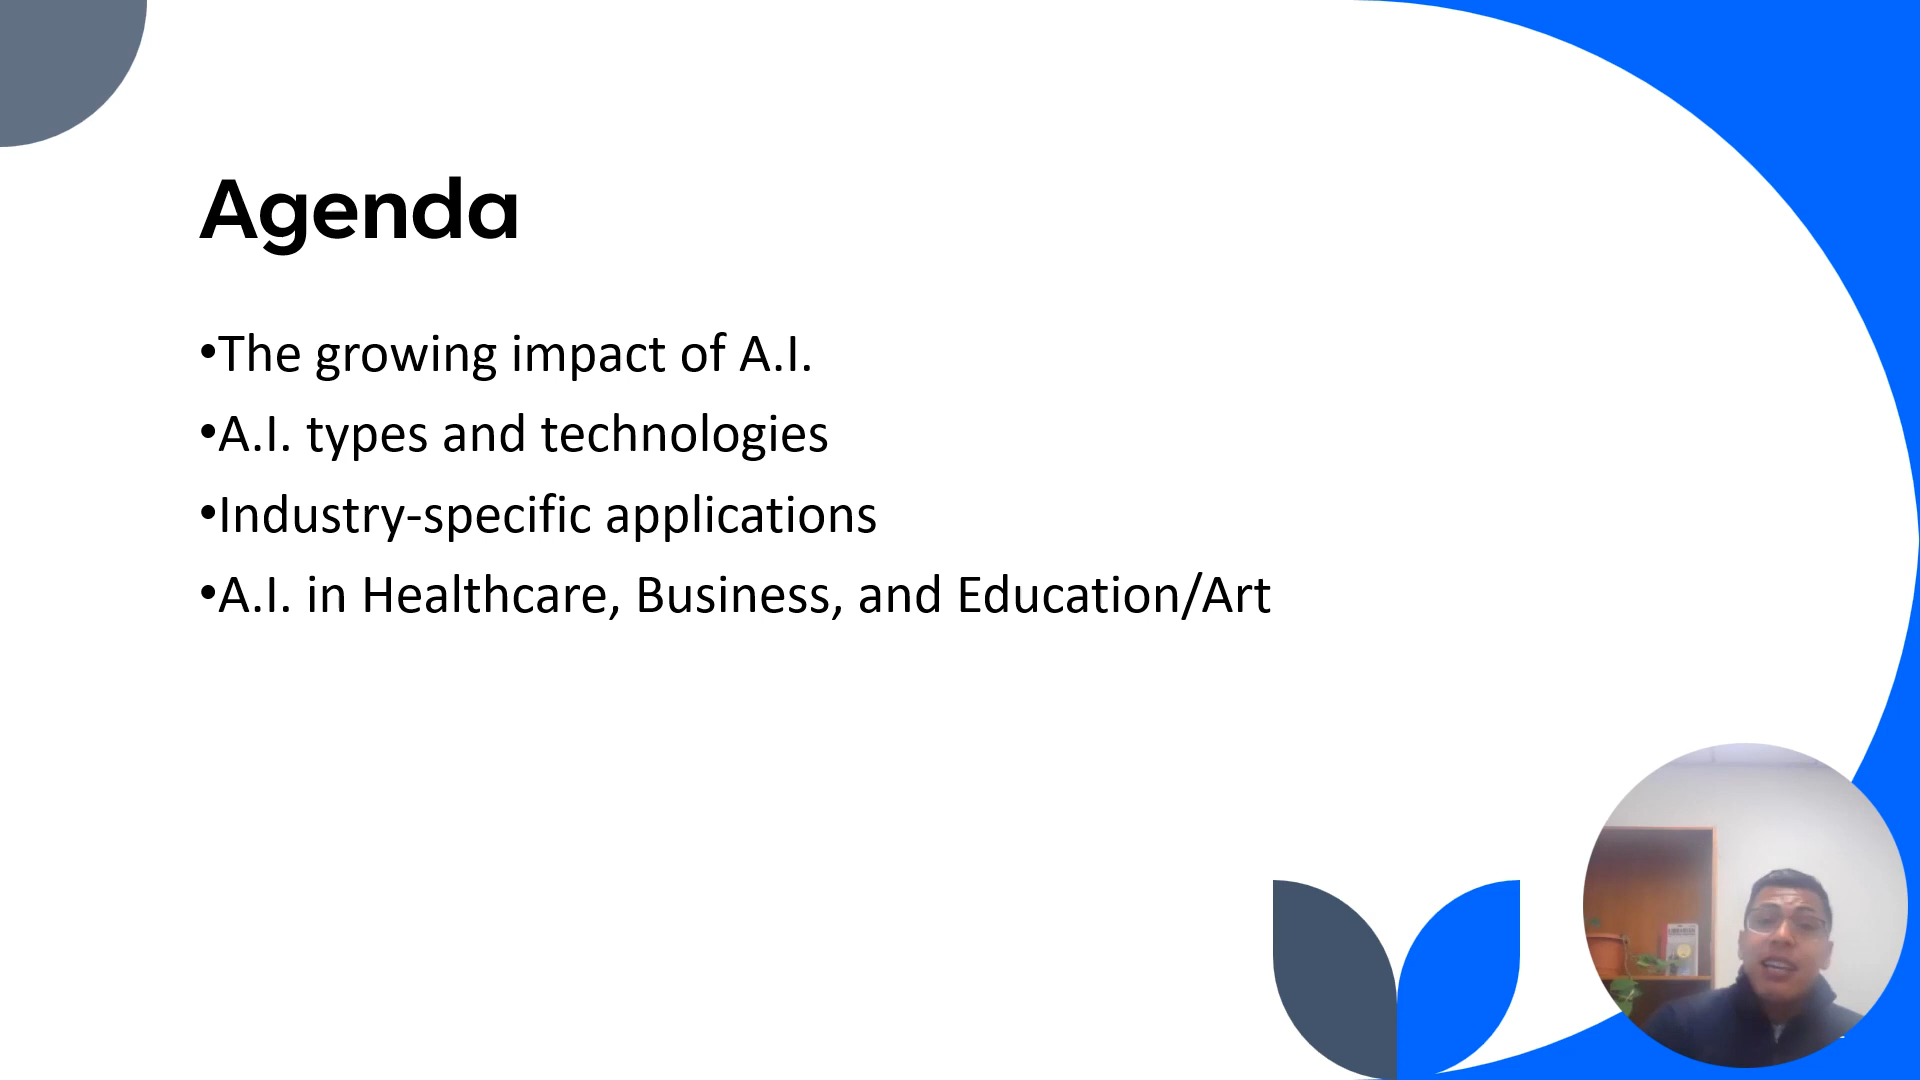 Agenda
•The growing impact of A.I.
•A.I. types and technologies
•Industry-specific applications
•A.I. in Healthcare, Business, and Education/Art